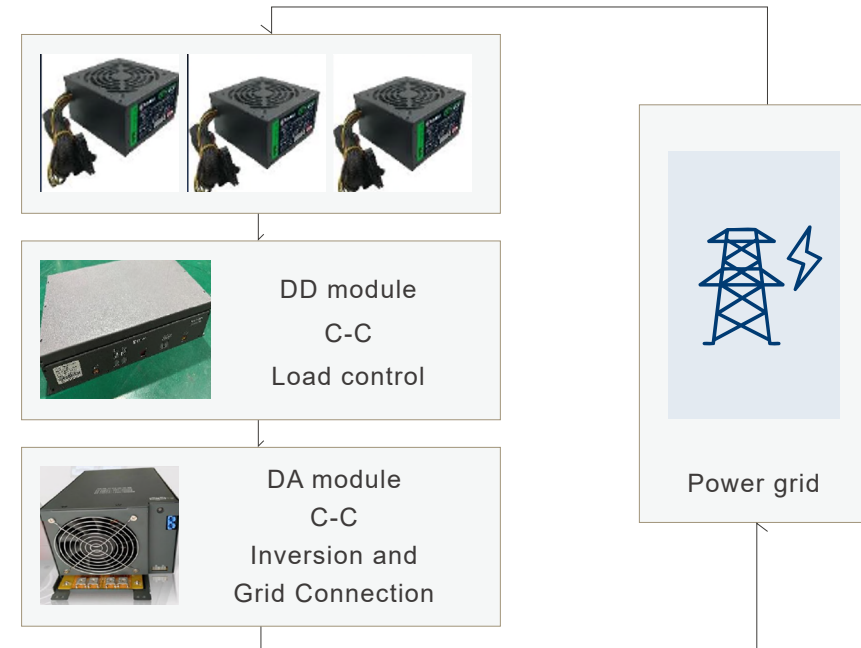 DD module
C-C
Load control
DA module
C-C
Inversion and
Grid Connection
Power grid